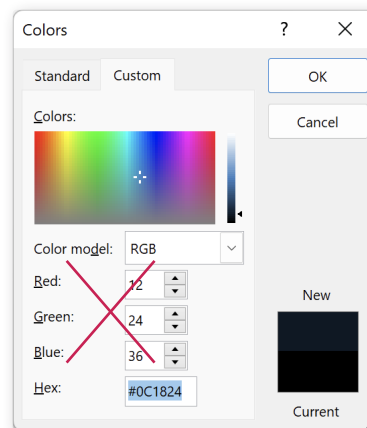 Colors ? X
Standard Custom
OK
Cancel
Colors:
Color model: RGB
Red: 12
Green: 24
Blue: 36
Hex: #0C1824
New
Current